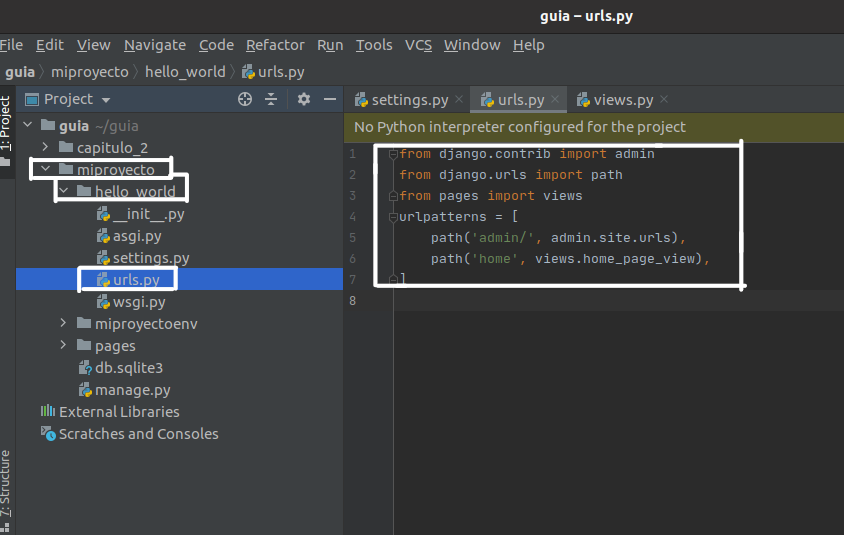 guia – urls.py
File Edit View Navigate Code Refactor Run Tools VCS Window Help
guia miproyecto hello_world urls.py
1: Project
Project
settings.py urls.py views.py
guia ~/guia
No Python interpreter configured for the project
capitulo_2
miproyecto
hello_world
__init__.py
asgi.py
settings.py
urls.py
wsgi.py
miproyectoenv
pages
db.sqlite3
manage.py
External Libraries
Scratches and Consoles
1 from django.contrib import admin
2 from django.urls import path
3 from pages import views
4 urlpatterns = [
5 path('admin/', admin.site.urls),
6 path('home', views.home_page_view),
7 ]
8
7: Structure